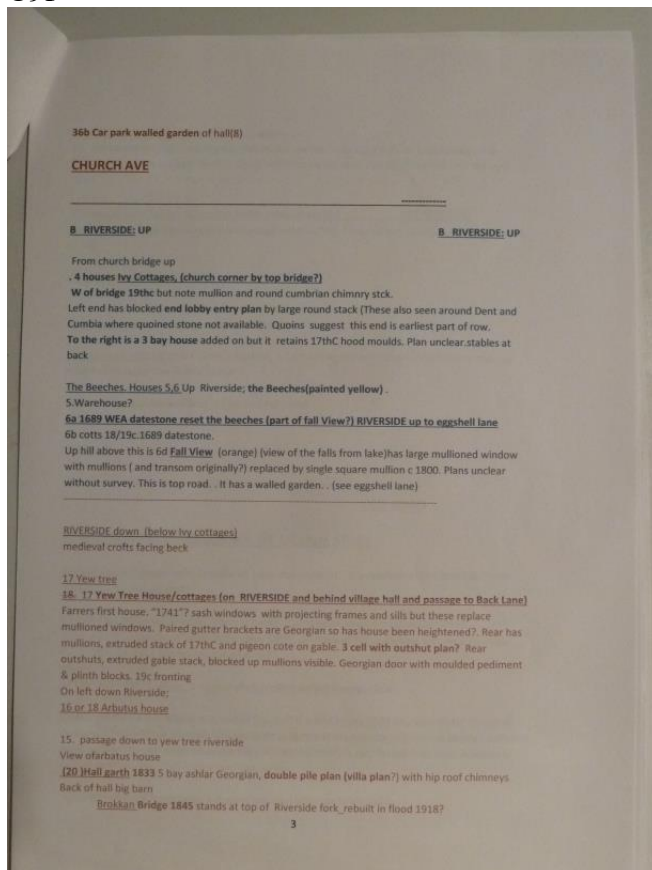 36b Car park walled garden of hall(8)
CHURCH AVE
B RIVERSIDE: UP B RIVERSIDE: UP
From church bridge up
. 4 houses Ivy Cottages, (church corner by top bridge?)
W of bridge 19thc but note mullion and round cumbrian chimnry stck.
Left end has blocked end lobby entry plan by large round stack (These also seen around Dent and
Cumbia where quoined stone not available. Quoins suggest this end is earliest part of row.
To the right is a 3 bay house added on but it retains 17thC hood moulds. Plan unclear.stables at
back
The Beeches. Houses 5,6 Up Riverside; the Beeches(painted yellow) .
5.Warehouse?
6a 1689 WEA datestone reset the beeches (part of fall View?) RIVERSIDE up to eggshell lane
6b cotts 18/19c.1689 datestone.
Up hill above this is 6d Fall View (orange) (view of the falls from lake)has large mullioned window
with mullions ( and transom originally?) replaced by single square mullion c 1800. Plans unclear
without survey. This is top road. . It has a walled garden. . (see eggshell lane)
RIVERSIDE down (below Ivy cottages)
medieval crofts facing beck
17 Yew tree
18. 17 Yew Tree House/cottages (on RIVERSIDE and behind village hall and passage to Back Lane)
Farrers first house. "1741"? sash windows with projecting frames and sills but these replace
mullioned windows. Paired gutter brackets are Georgian so has house been heightened?. Rear has
mullions, extruded stack of 17thC and pigeon cote on gable. 3 cell with outshut plan? Rear
outshuts, extruded gable stack, blocked up mullions visible. Georgian door with moulded pediment
& plinth blocks. 19c fronting
On left down Riverside:
16 or 18 Arbutus house
15. passage down to yew tree riverside
View ofarbatus house
(20 )Hall garth 1833 5 bay ashlar Georgian, double pile plan (villa plan?) with hip roof chimneys
Back of hall big barn
Brokkan Bridge 1845 stands at top of Riverside fork_rebuilt in flood 1918?
3